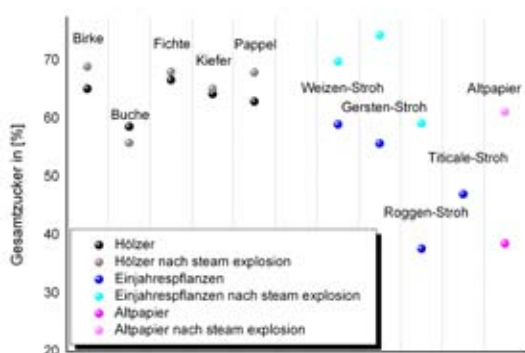 Birke
Fichte
Pappel
Kiefer
Buche
Weizen-Stroh
Gersten-Stroh
Altpapier
Titicale-Stroh
Roggen-Stroh
Gesamtzucker in [%]
70
60
50
40
30
20
Hölzer
Hölzer nach steam explosion
Einjahrespflanzen
Einjahrespflanzen nach steam explosion
Altpapier
Altpapier nach steam explosion